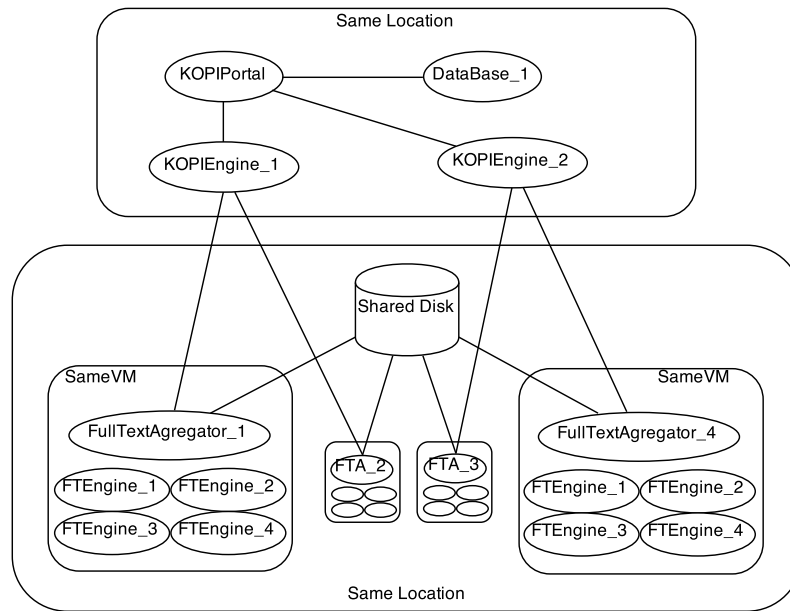 Same Location
KOPIPortal
DataBase_1
KOPIEngine_1
KOPIEngine_2
Shared Disk
SameVM
SameVM
FullTextAgregator_1
FTA_2
FTA_3
FullTextAgregator_4
FTEngine_1
FTEngine_2
FTEngine_1
FTEngine_2
FTEngine_3
FTEngine_4
FTEngine_3
FTEngine_4
Same Location